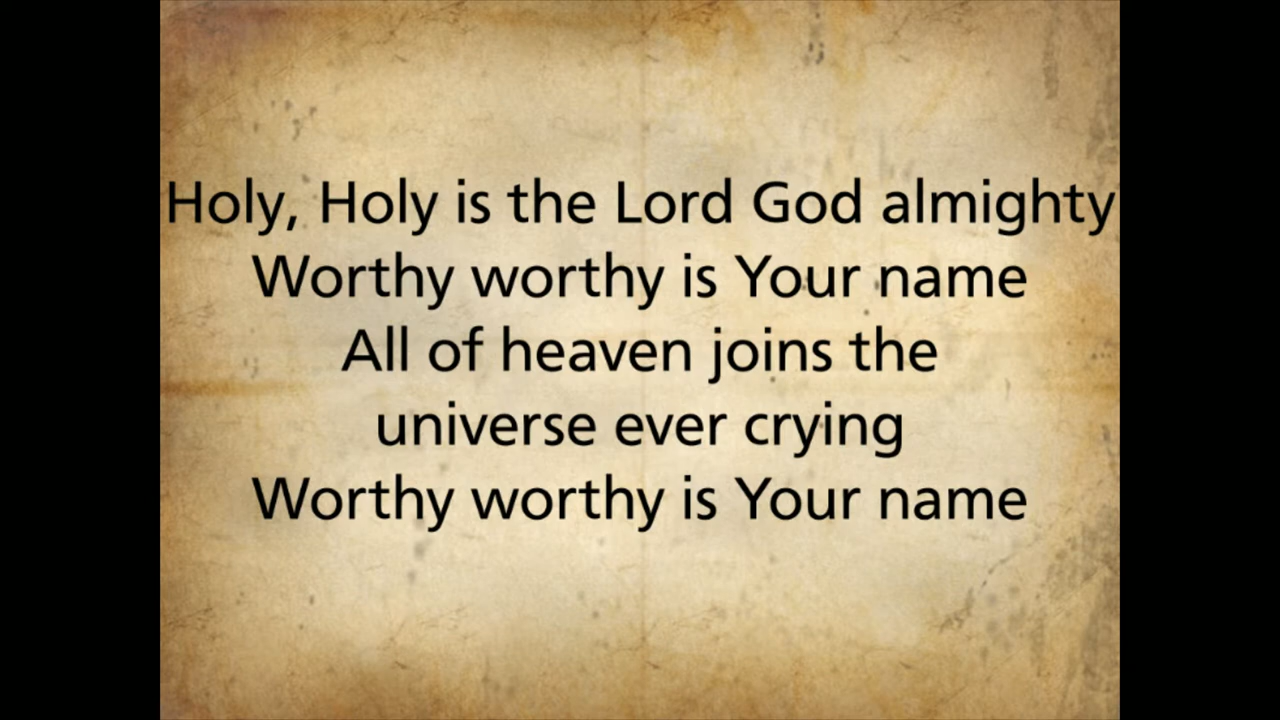 Holy, Holy is the Lord God almighty
Worthy worthy is Your name
All of heaven joins the
universe ever crying
Worthy worthy is Your name